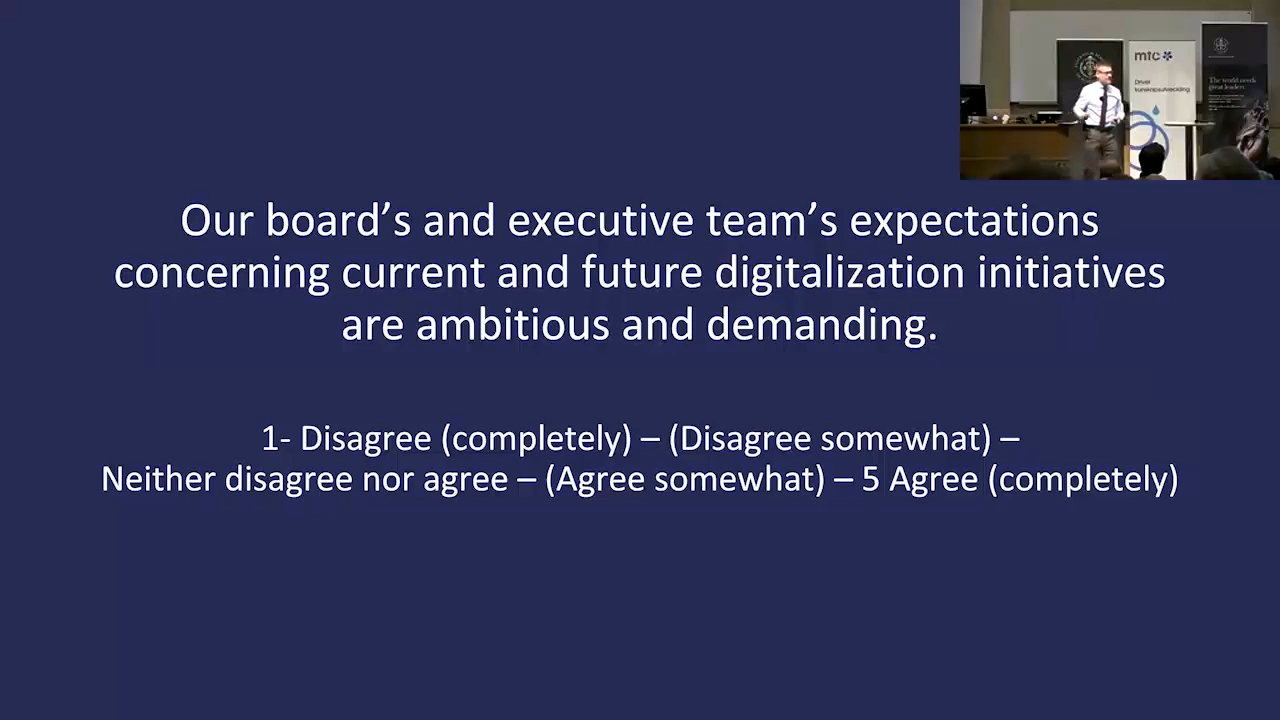 mtc
Driver
kunskapsutveckling
The world needs
great leaders
Our board’s and executive team’s expectations
concerning current and future digitalization initiatives
are ambitious and demanding.
1- Disagree (completely) – (Disagree somewhat) –
Neither disagree nor agree – (Agree somewhat) – 5 Agree (completely)